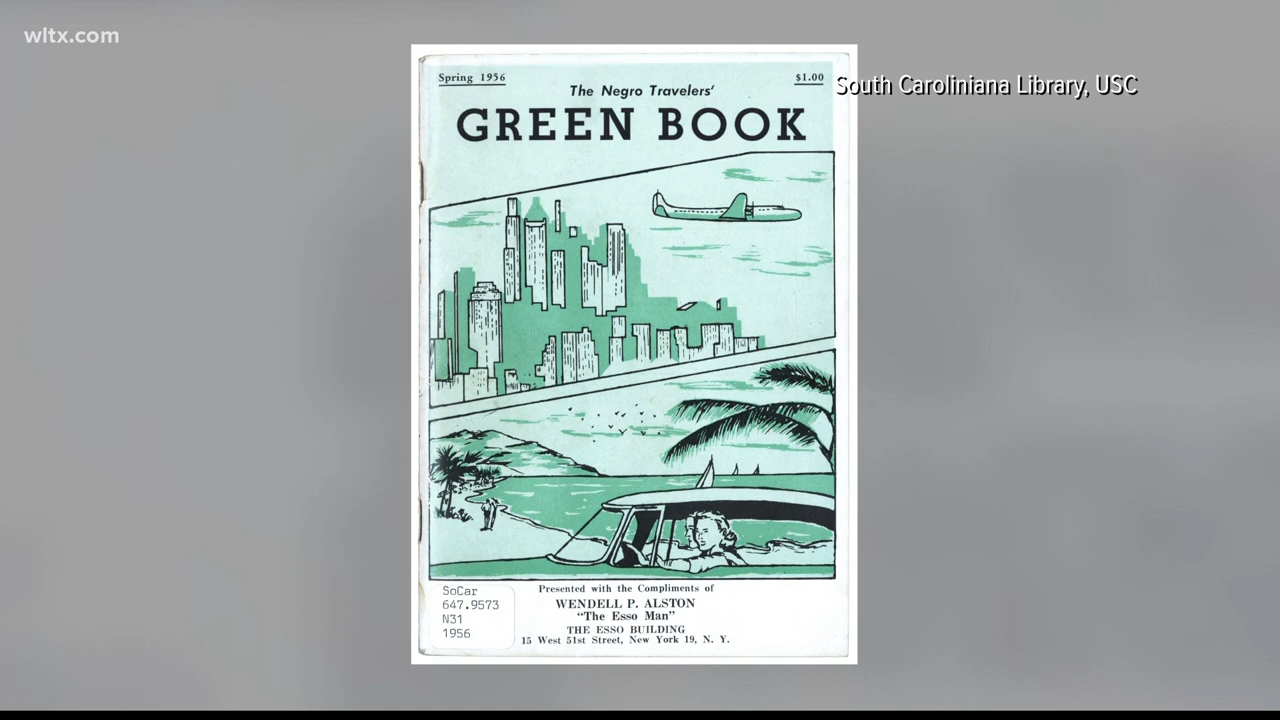 wltx.com
South Caroliniana Library, USC
Spring 1956
$1.00
The Negro Travelers'
GREEN BOOK
Presented with the Compliments of
WENDELL P. ALSTON
"The Esso Man"
THE ESSO BUILDING
15 West 51st Street, New York 19, N. Y.
SoCar
647.9573
N31
1956